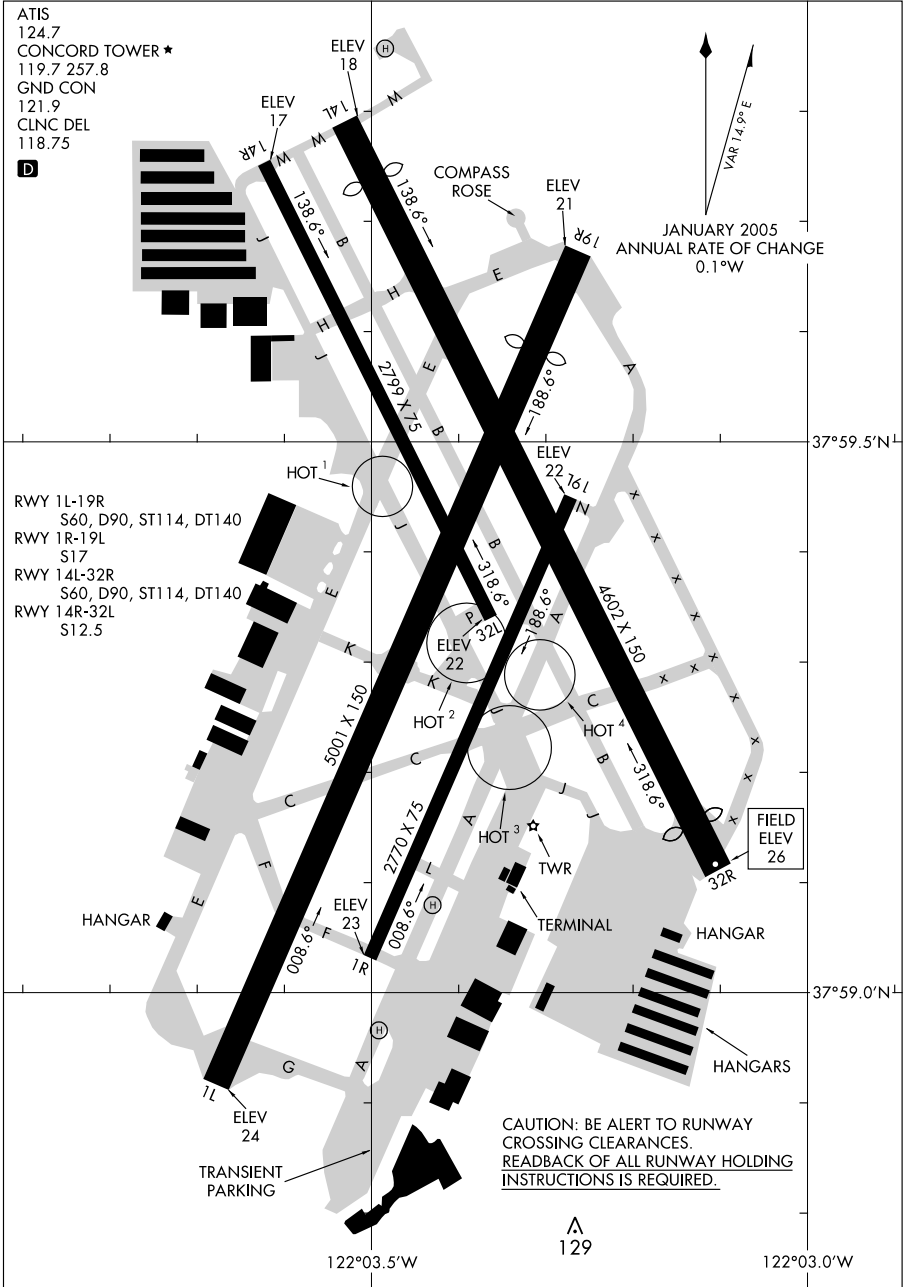 ATIS
124.7
CONCORD TOWER ★
119.7 257.8
GND CON
121.9
CLNC DEL
118.75
D
ELEV
18
H
ELEV
17
14L
W
W
W
14R
VAR 14.9° E
JANUARY 2005
ANNUAL RATE OF CHANGE
0.1°W
COMPASS
ROSE
ELEV
21
19R
138.6°
138.6°
J
B
E
H
H
J
E
A
2799 X 75
B
188.6°
37°59.5'N
HOT 1
ELEV
22
19L
N
RWY 1L-19R
S60, D90, ST114, DT140
RWY 1R-19L
S17
RWY 14L-32R
S60, D90, ST114, DT140
RWY 14R-32L
S12.5
J
B
x
x
x
x
x
x
x
x
x
x
E
318.6°
188.6°
A
4602 X 150
P
32L
ELEV
22
K
K
HOT 2
HOT 4
J
C
B
318.6°
5001 X 150
C
C
J
J
HOT 3
A
2770 X 75
TWR
FIELD
ELEV
26
32R
F
L
E
HANGAR
008.6°
F
ELEV
23
008.6°
H
TERMINAL
HANGAR
1R
37°59.0'N
H
G
A
HANGARS
1L
ELEV
24
TRANSIENT
PARKING
CAUTION: BE ALERT TO RUNWAY
CROSSING CLEARANCES.
READBACK OF ALL RUNWAY HOLDING
INSTRUCTIONS IS REQUIRED.
129
122°03.5'W
122°03.0'W